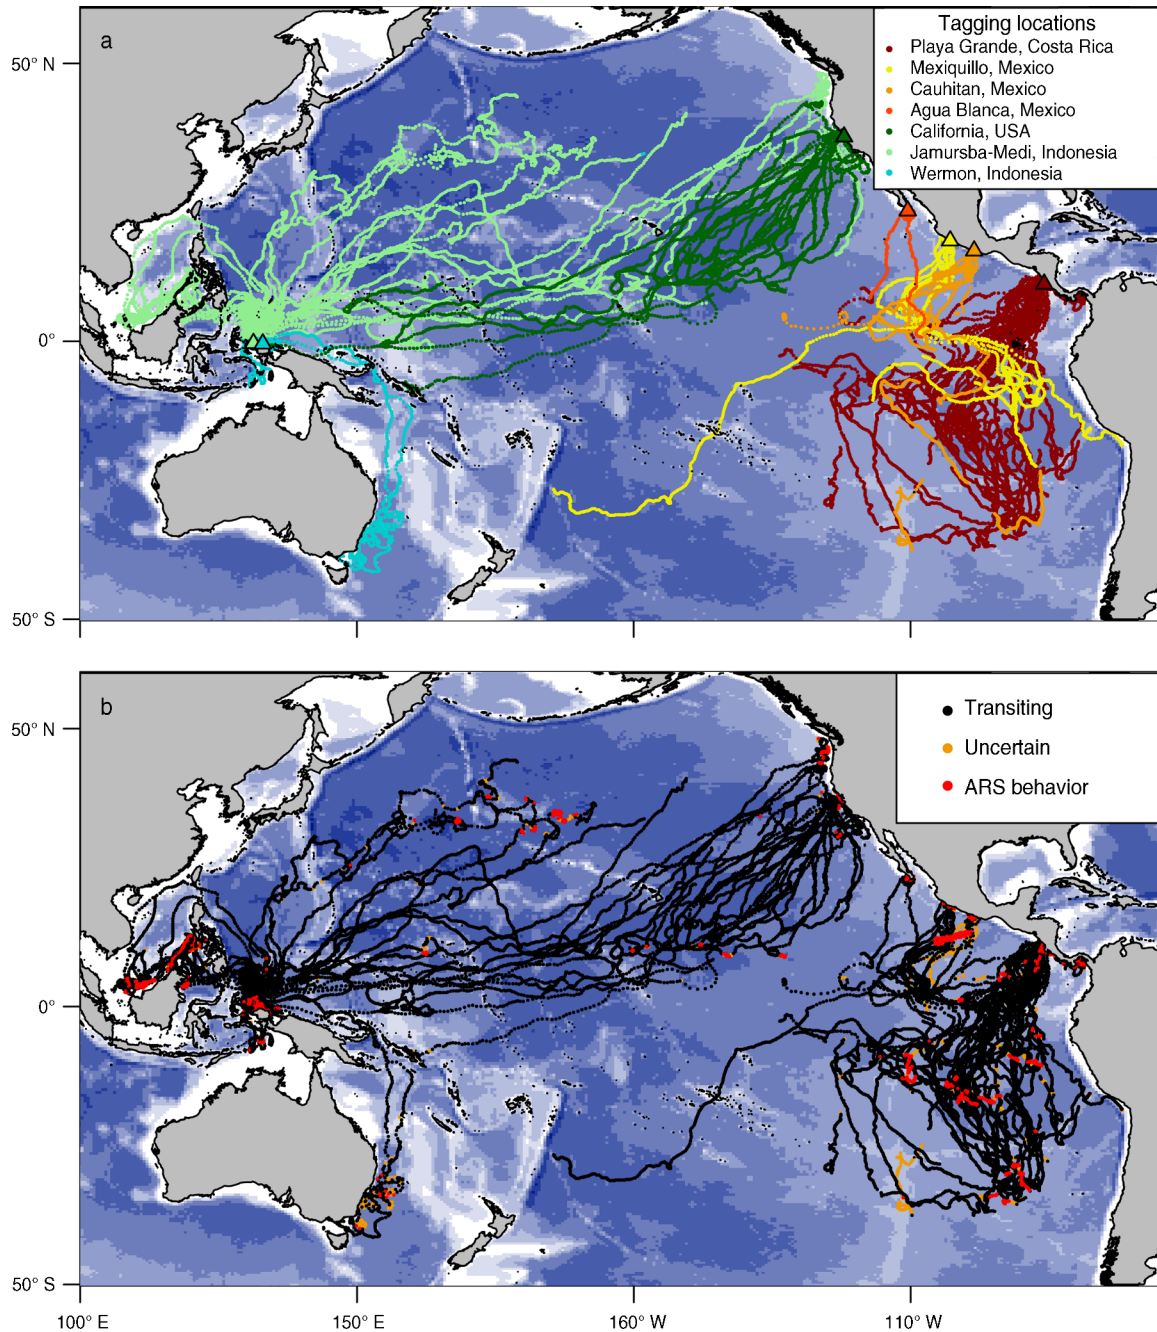 a
Tagging locations
Playa Grande, Costa Rica
Mexiquillo, Mexico
Cauhitan, Mexico
Agua Blanca, Mexico
California, USA
Jamursba-Medi, Indonesia
Wermon, Indonesia
50° N
0°
50° S
b
Transiting
Uncertain
ARS behavior
50° N
0°
50° S
100° E
150° E
160° W
110° W